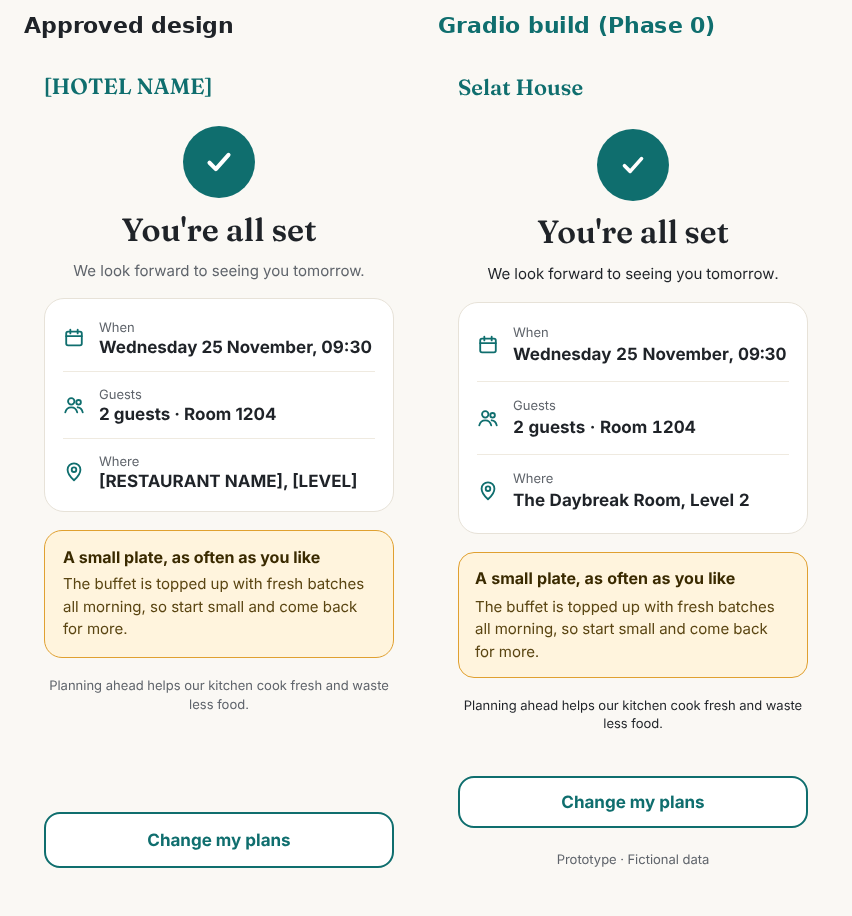 Approved design
[HOTEL NAME]
You're all set
We look forward to seeing you tomorrow.
When
Wednesday 25 November, 09:30
Guests
2 guests · Room 1204
Where
[RESTAURANT NAME], [LEVEL]
A small plate, as often as you like
The buffet is topped up with fresh batches
all morning, so start small and come back
for more.
Planning ahead helps our kitchen cook fresh and waste
less food.
Change my plans
Gradio build (Phase 0)
Selat House
You're all set
We look forward to seeing you tomorrow.
When
Wednesday 25 November, 09:30
Guests
2 guests · Room 1204
Where
The Daybreak Room, Level 2
A small plate, as often as you like
The buffet is topped up with fresh batches
all morning, so start small and come back
for more.
Planning ahead helps our kitchen cook fresh and waste
less food.
Change my plans
Prototype · Fictional data